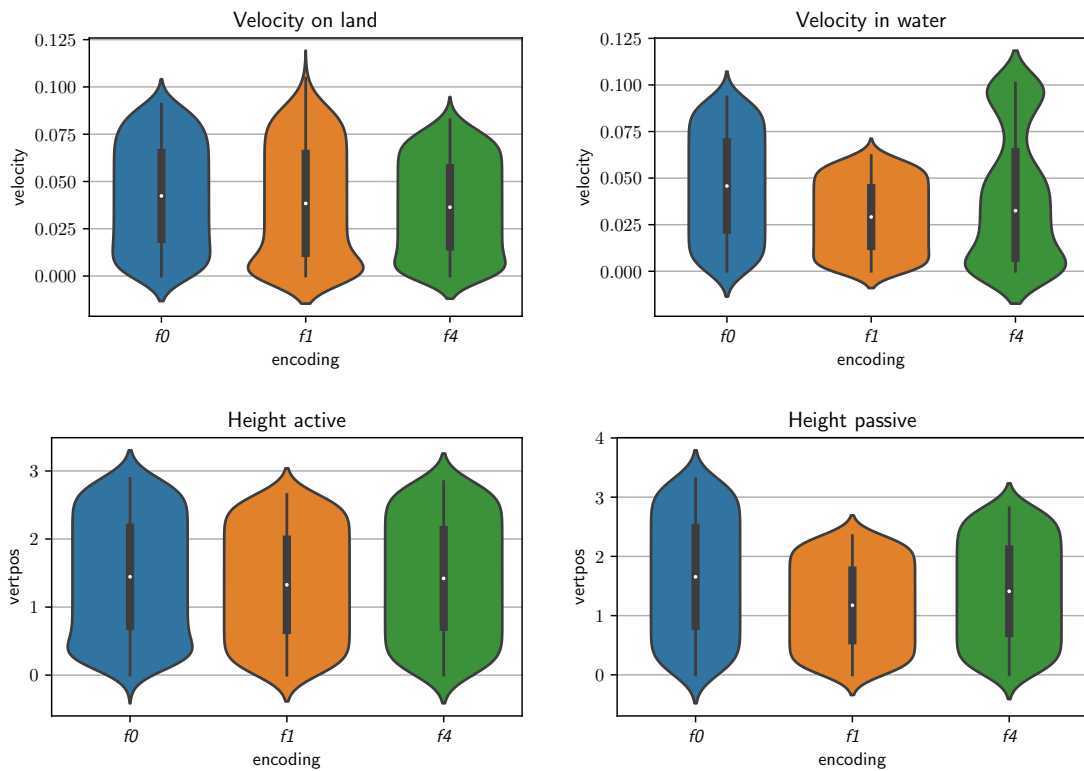 Velocity on land
0.125
0.100
0.075
0.050
0.025
0.000
velocity
f0 f1 f4
encoding
Velocity in water
0.125
0.100
0.075
0.050
0.025
0.000
velocity
f0 f1 f4
encoding
Height active
3
2
1
0
vertpos
f0 f1 f4
encoding
Height passive
4
3
2
1
0
vertpos
f0 f1 f4
encoding